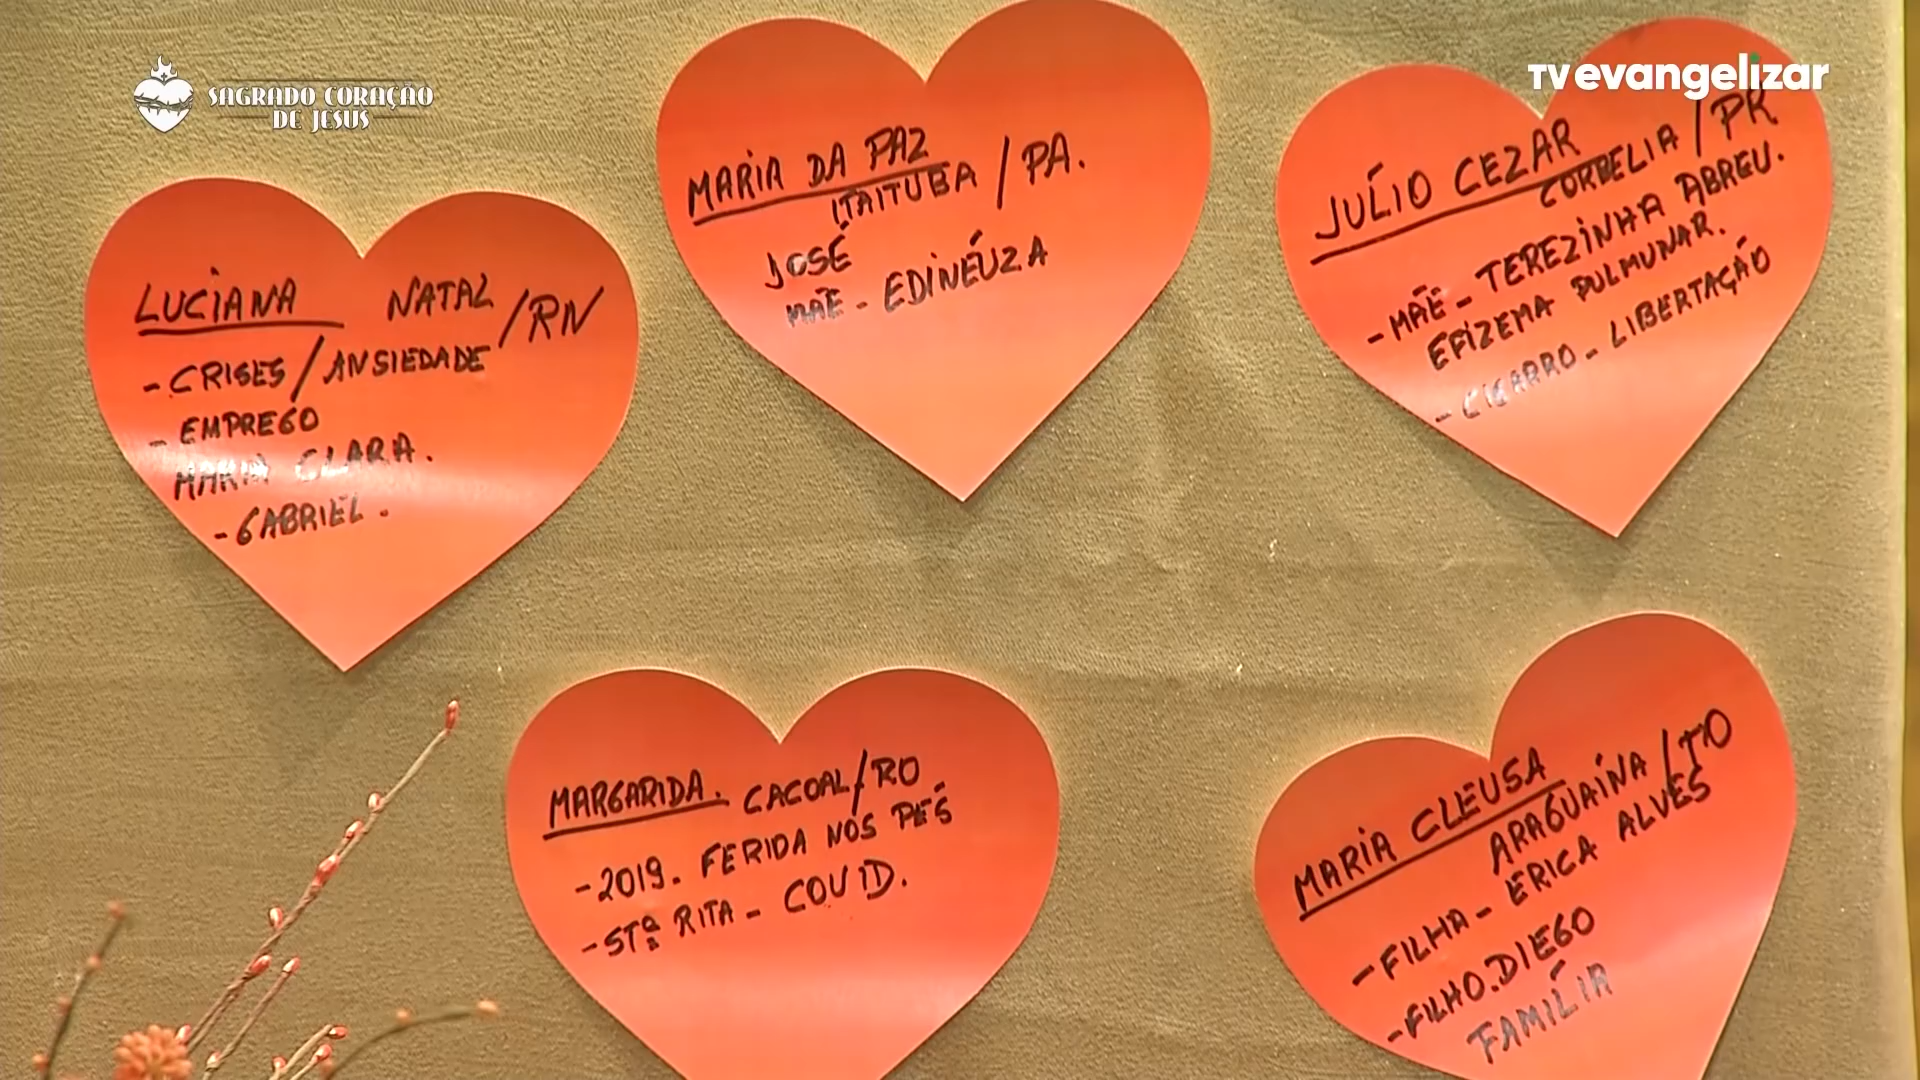 SAGRADO CORAÇÃO
DE JESUS
TV evangelizar
LUCIANA NATAL /RN
- CRISES / ANSIEDADE
- EMPREGO
MARIA CLARA.
- GABRIEL.
MARIA DA PAZ
ITAITUBA / PA.
JOSÉ
MÃE - EDINEÚZA
JÚLIO CEZAR
CORBELIA / PR
- MÃE - TEREZINHA ABREU.
EFIZEMA PULMUNAR.
- CIGARRO - LIBERTAÇÃO
MARGARIDA. CACOAL/RO
- 2019. FERIDA NOS PÉS
- STª RITA - COVID.
MARIA CLEUSA
ARAGUAÍNA / TO
- FILHA - ERICA ALVES
- FILHO. DIEGO
FAMÍLIA